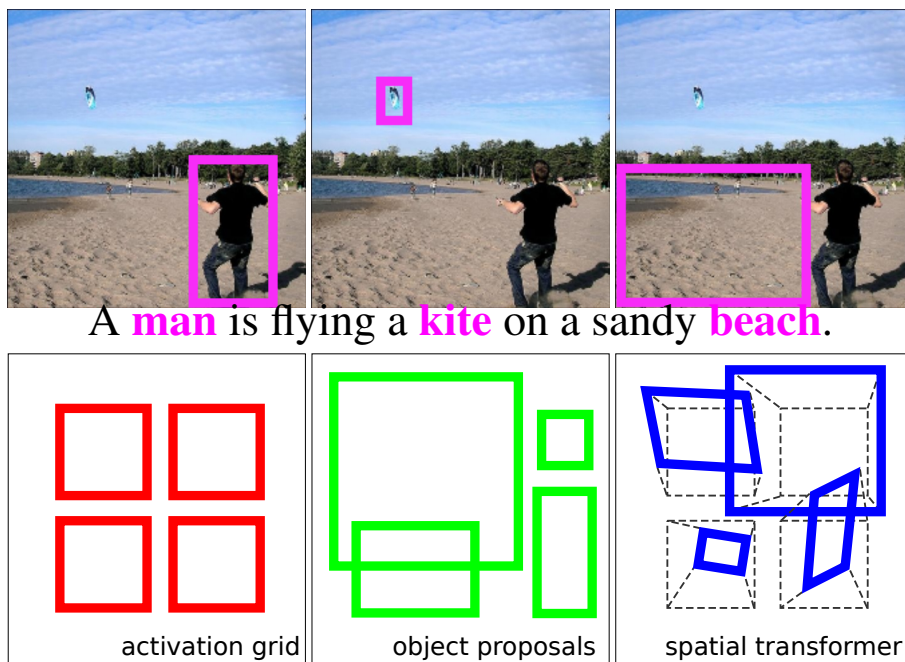 A man is flying a kite on a sandy beach.
activation grid
object proposals
spatial transformer